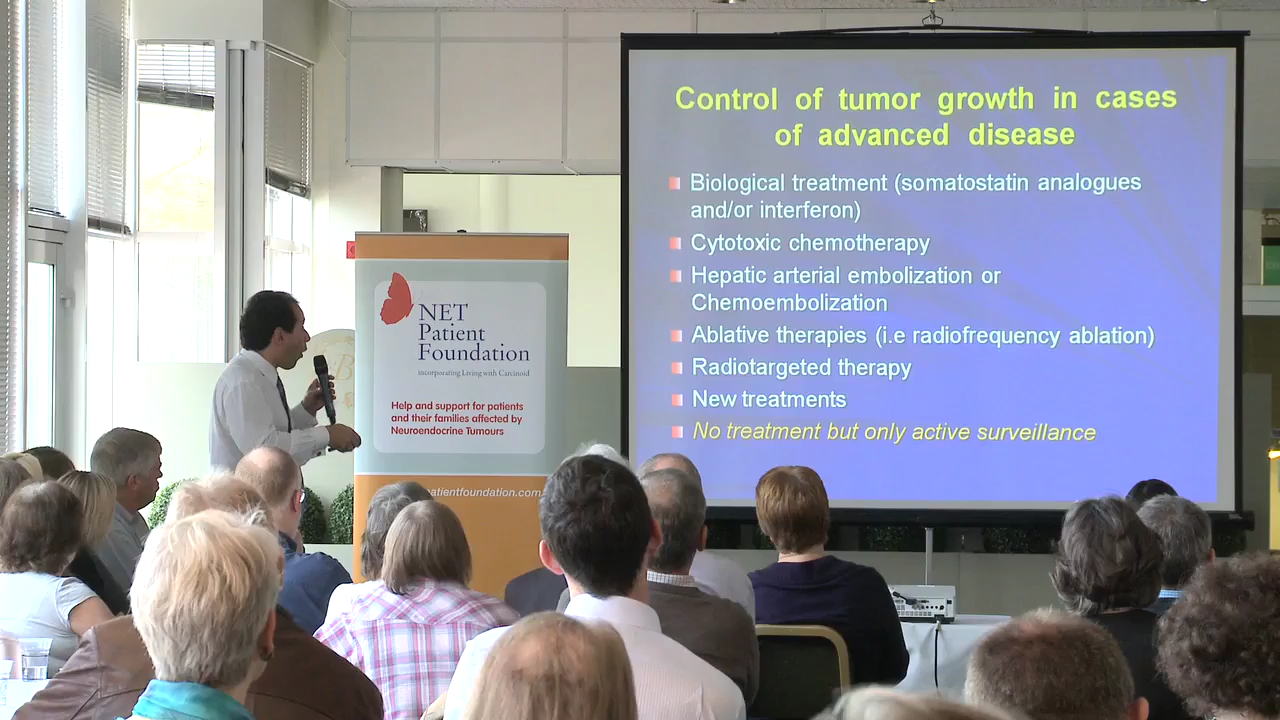 Control of tumor growth in cases
of advanced disease
Biological treatment (somatostatin analogues
and/or interferon)
Cytotoxic chemotherapy
Hepatic arterial embolization or
Chemoembolization
Ablative therapies (i.e radiofrequency ablation)
Radiotargeted therapy
New treatments
No treatment but only active surveillance
NET
Patient
Foundation
incorporating Living with Carcinoid
Help and support for patients
and their families affected by
Neuroendocrine Tumours
patientfoundation.com